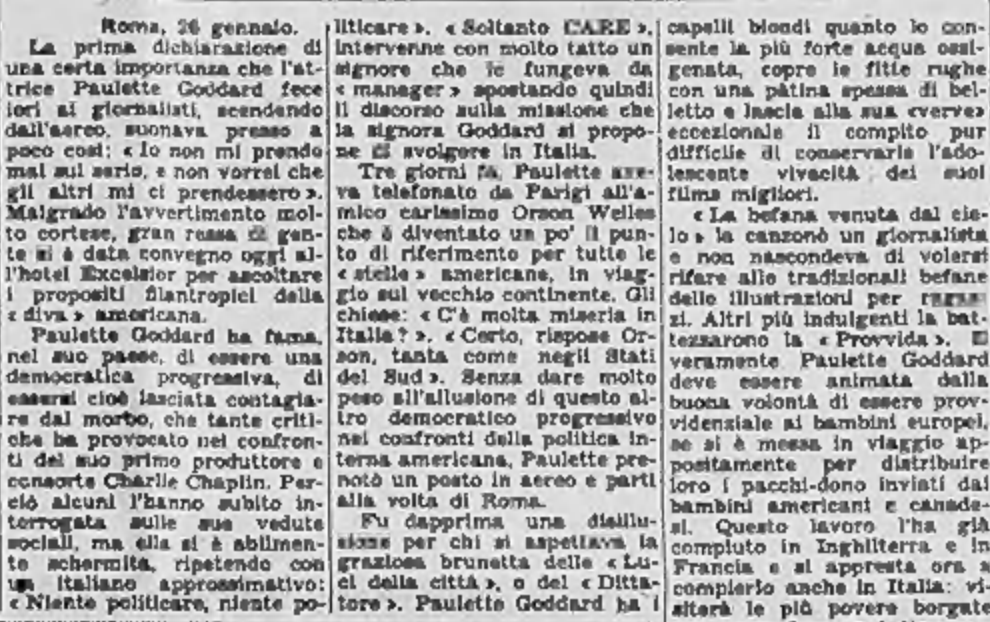 Roma, 26 gennaio.
La prima dichiarazione di
una certa importanza che l'at-
trice Paulette Goddard fece
ieri ai giornalisti, scendendo
dall'aereo, suonava presso a
poco così: « Io non mi prendo
mai sul serio, e non vorrei che
gli altri mi ci prendessero ».
Malgrado l'avvertimento mol-
to cortese, gran ressa di gen-
te si è data convegno oggi al-
l'hotel Excelsior per ascoltare
i propositi filantropici della
« diva » americana.
Paulette Goddard ha fama,
nel suo paese, di essere una
democratica progressiva, di
essersi cioè lasciata contagia-
re dal morbo, che tante criti-
che ha provocato nei confron-
ti del suo primo produttore e
consorte Charlie Chaplin. Per-
ciò alcuni l'hanno subito in-
terrogata sulle sue vedute
sociali, ma ella si è abilmen-
te schermita, ripetendo con
un italiano approssimativo:
« Niente politicare, niente po-
liticare ». « Soltanto CARE »,
intervenne con molto tatto un
signore che le fungeva da
« manager » spostando quindi
il discorso sulla missione che
la signora Goddard si propo-
ne di svolgere in Italia.
Tre giorni fa, Paulette ave-
va telefonato da Parigi all'a-
mico carissimo Orson Welles
che è diventato un po' il pun-
to di riferimento per tutte le
« stelle » americane, in viag-
gio sul vecchio continente. Gli
chiese: « C'è molta miseria in
Italia? ». « Certo, rispose Or-
son, tanta come negli Stati
del Sud ». Senza dare molto
peso all'allusione di questo al-
tro democratico progressivo
nei confronti della politica in-
terna americana, Paulette pre-
notò un posto in aereo e partì
alla volta di Roma.
Fu dapprima una disillu-
sione per chi si aspettava la
graziosa brunetta delle « Lu-
ci della città », o del « Ditta-
tore ». Paulette Goddard ha i
capelli biondi quanto lo con-
sente la più forte acqua ossi-
genata, copre le fitte rughe
con una pàtina spessa di bel-
letto e lascia alla sua «verve»
eccezionale il compito pur
difficile di conservarle l'ado-
lescente vivacità dei suoi
films migliori.
« La befana venuta dal cie-
lo » la canzonò un giornalista
e non nascondeva di volersi
rifare alle tradizionali befane
delle illustrazioni per ragaz-
zi. Altri più indulgenti la bat-
tezzarono la « Provvida ». E
veramente Paulette Goddard
deve essere animata dalla
buona volontà di essere prov-
videnziale ai bambini europei,
se si è messa in viaggio ap-
positamente per distribuire
loro i pacchi-dono inviati dai
bambini americani e canade-
si. Questo lavoro l'ha già
compiuto in Inghilterra e in
Francia e si appresta ora a
compierlo anche in Italia: vi-
siterà le più povere borgate